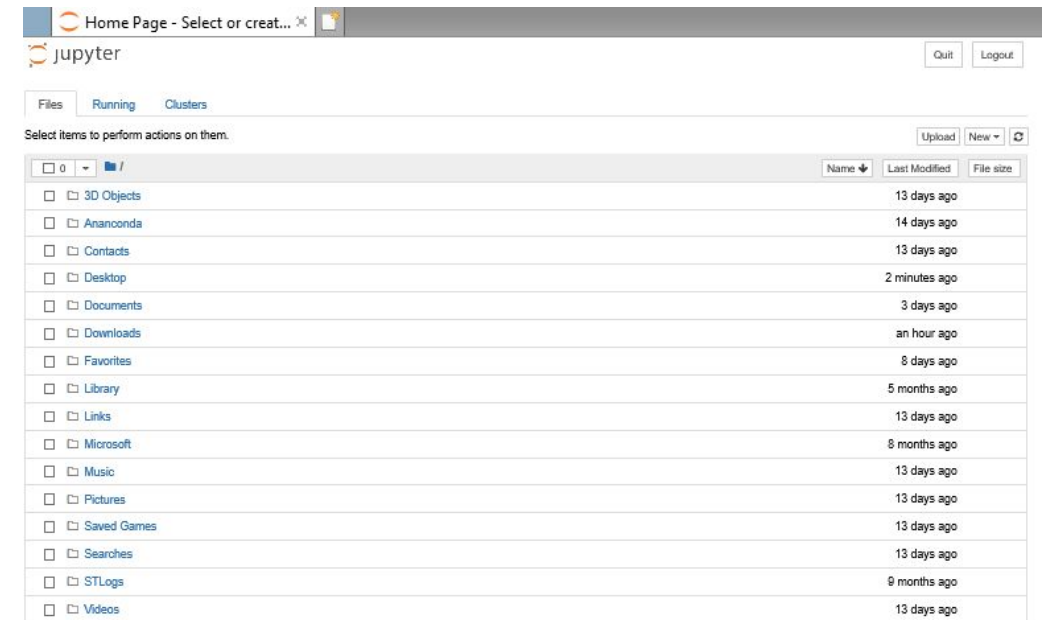 Home Page - Select or creat...
jupyter
Quit Logout
Files Running Clusters
Select items to perform actions on them.
Upload New
0 /
Name Last Modified File size
3D Objects 13 days ago
Ananconda 14 days ago
Contacts 13 days ago
Desktop 2 minutes ago
Documents 3 days ago
Downloads an hour ago
Favorites 8 days ago
Library 5 months ago
Links 13 days ago
Microsoft 8 months ago
Music 13 days ago
Pictures 13 days ago
Saved Games 13 days ago
Searches 13 days ago
STLogs 9 months ago
Videos 13 days ago